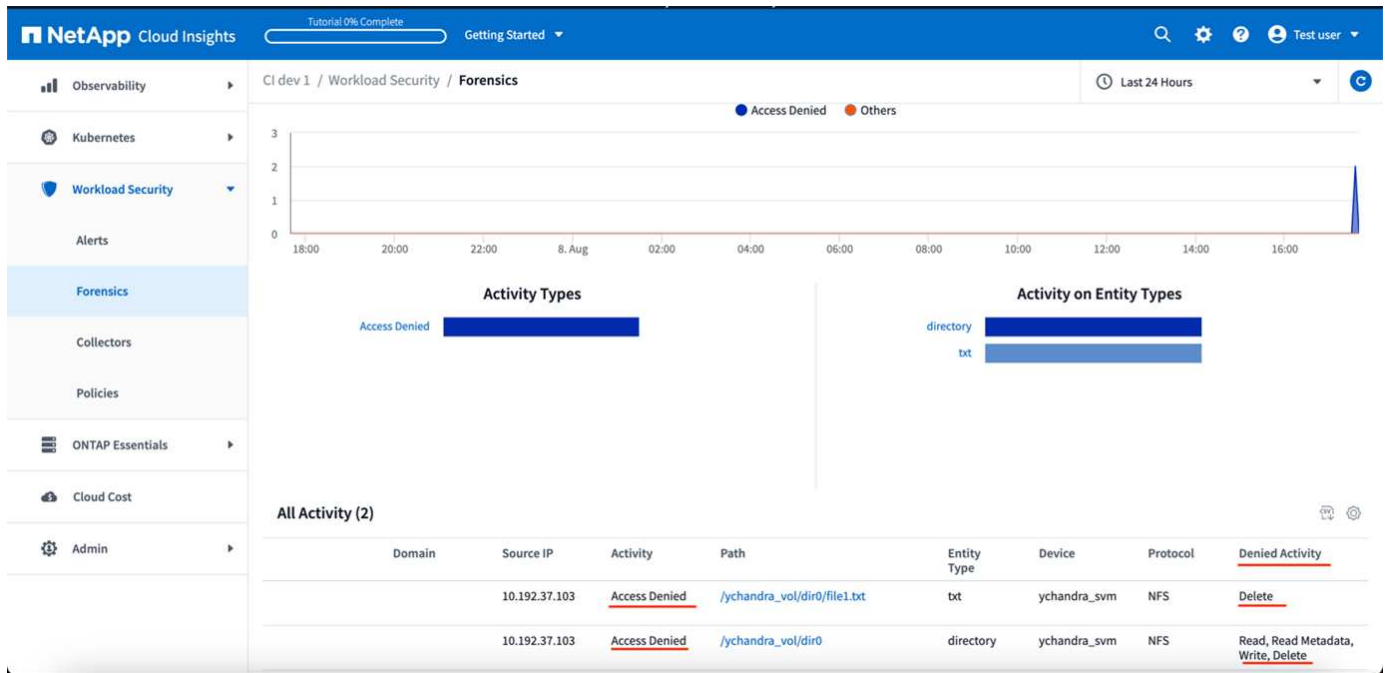 Tutorial 0% Complete
NetApp Cloud Insights
Getting Started
Test user
Observability
Kubernetes
Workload Security
Alerts
Forensics
Collectors
Policies
ONTAP Essentials
Cloud Cost
Admin
CI dev 1 / Workload Security / Forensics
Last 24 Hours
Access Denied Others
3
2
1
0
18:00 20:00 22:00 8. Aug 02:00 04:00 06:00 08:00 10:00 12:00 14:00 16:00
Activity Types
Access Denied
Activity on Entity Types
directory
txt
All Activity (2)
Domain Source IP Activity Path Entity Type Device Protocol Denied Activity
10.192.37.103 Access Denied /ychandra_vol/dir0/file1.txt txt ychandra_svm NFS Delete
10.192.37.103 Access Denied /ychandra_vol/dir0 directory ychandra_svm NFS Read, Read Metadata,
Write, Delete